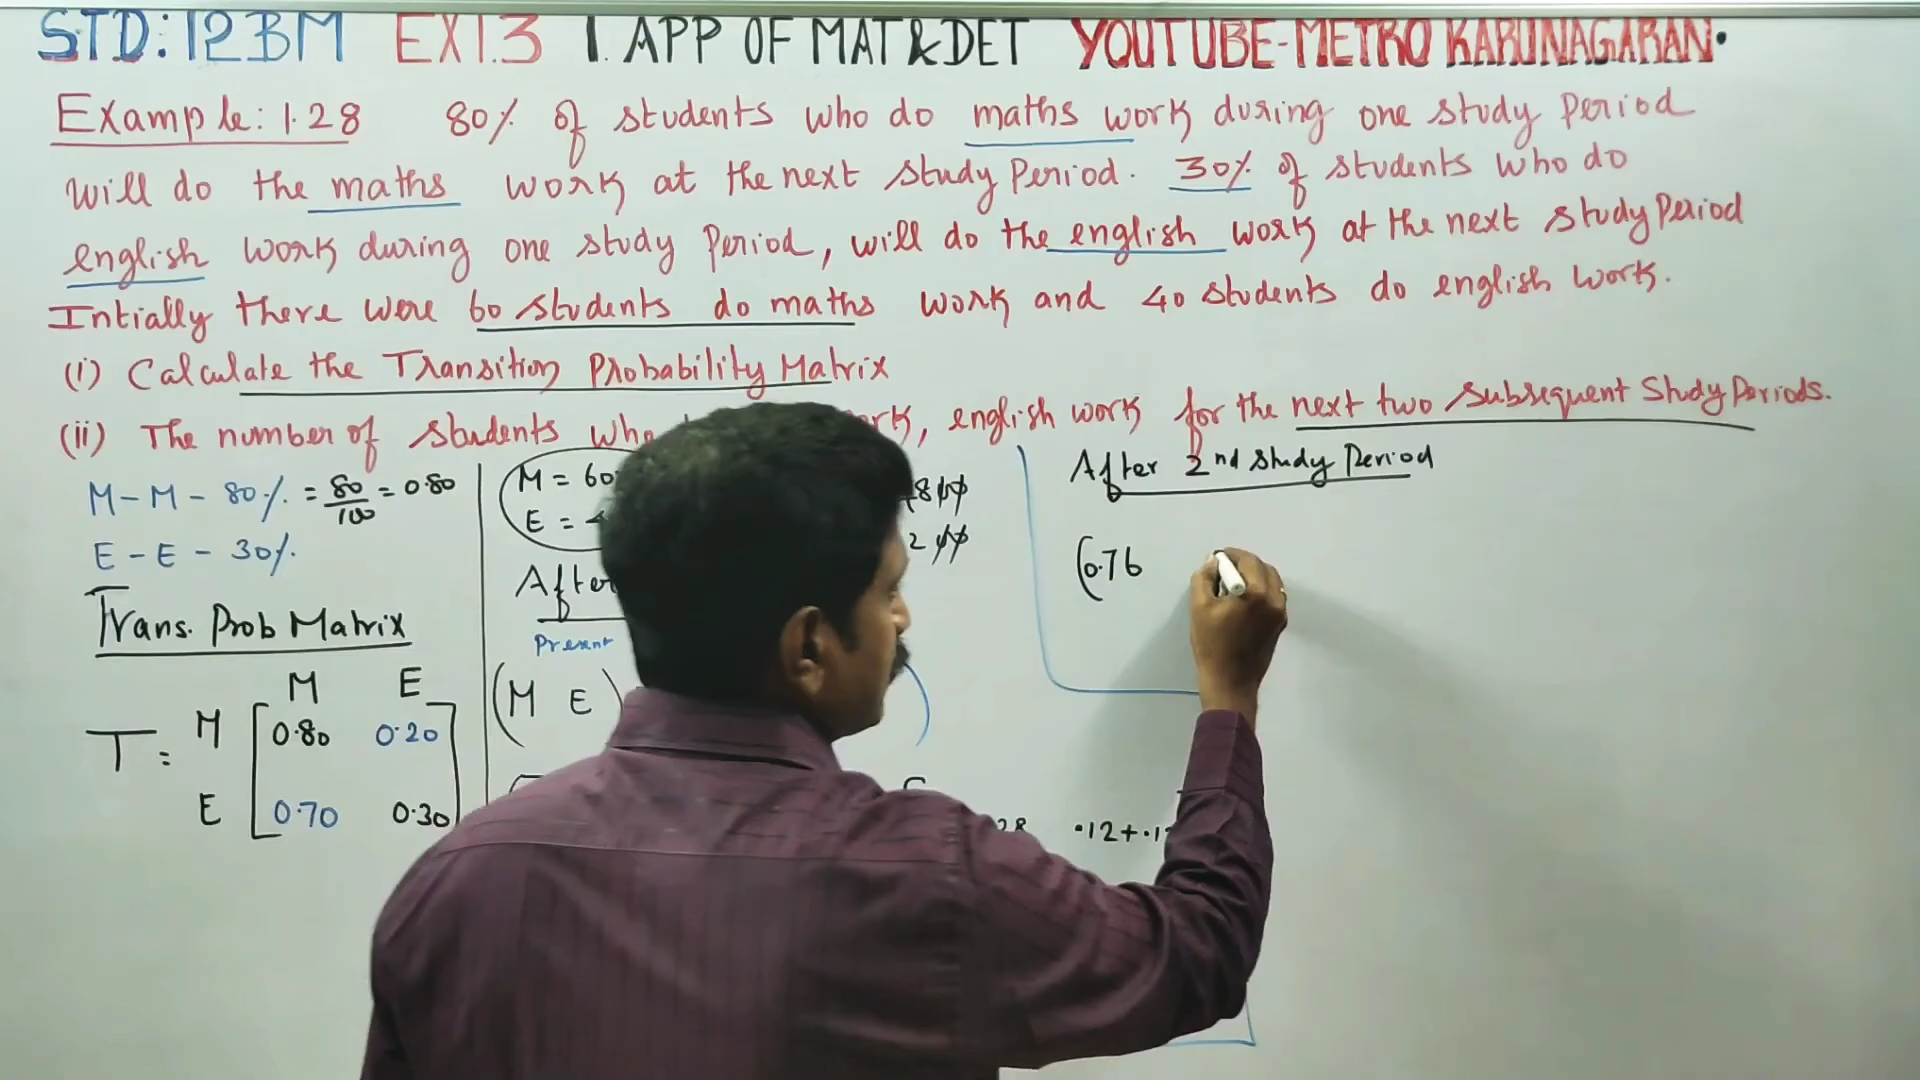 STD: 12 BM EX1.3 1. APP OF MAT & DET YOUTUBE-METRO KARUNAGARAN.
Example: 1.28 80% of students who do maths work during one study Period
will do the maths work at the next study Period. 30% of students who do
english work during one study Period, will do the english work at the next study Period
Intially there were 60 students do maths work and 40 students do english work.
(i) Calculate the Transition Probability Matrix
(ii) The number of students who english work for the next two subsequent Study Periods.
M - M - 80% = 80/100 = 0.80
E - E - 30%
Trans. Prob Matrix
M E
T = M 0.80 0.20
E 0.70 0.30
M = 60
E =
After
Present
(M E)
.12+.1
After 2nd study Period
(0.76